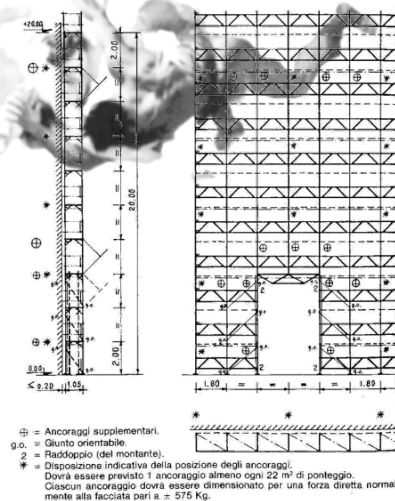 +20.00
2.00
=
=
=
=
20.00
=
=
=
2.00
0.00
g.o.
g.o.
g.o.
g.o.
g.o.
2
2
g.o.
g.o.
g.o.
g.o.
g.o.
g.o.
≤ 0.20
1.05
1.80
=
=
=
=
1.80
⊕ = Ancoraggi supplementari.
g.o. = Giunto orientabile.
2 = Raddoppio (del montante).
* = Disposizione indicativa della posizione degli ancoraggi.
Dovrà essere previsto 1 ancoraggio almeno ogni 22 m² di ponteggio.
Ciascun ancoraggio dovrà essere dimensionato per una forza diretta normal-
mente alla facciata pari a ± 575 Kg.